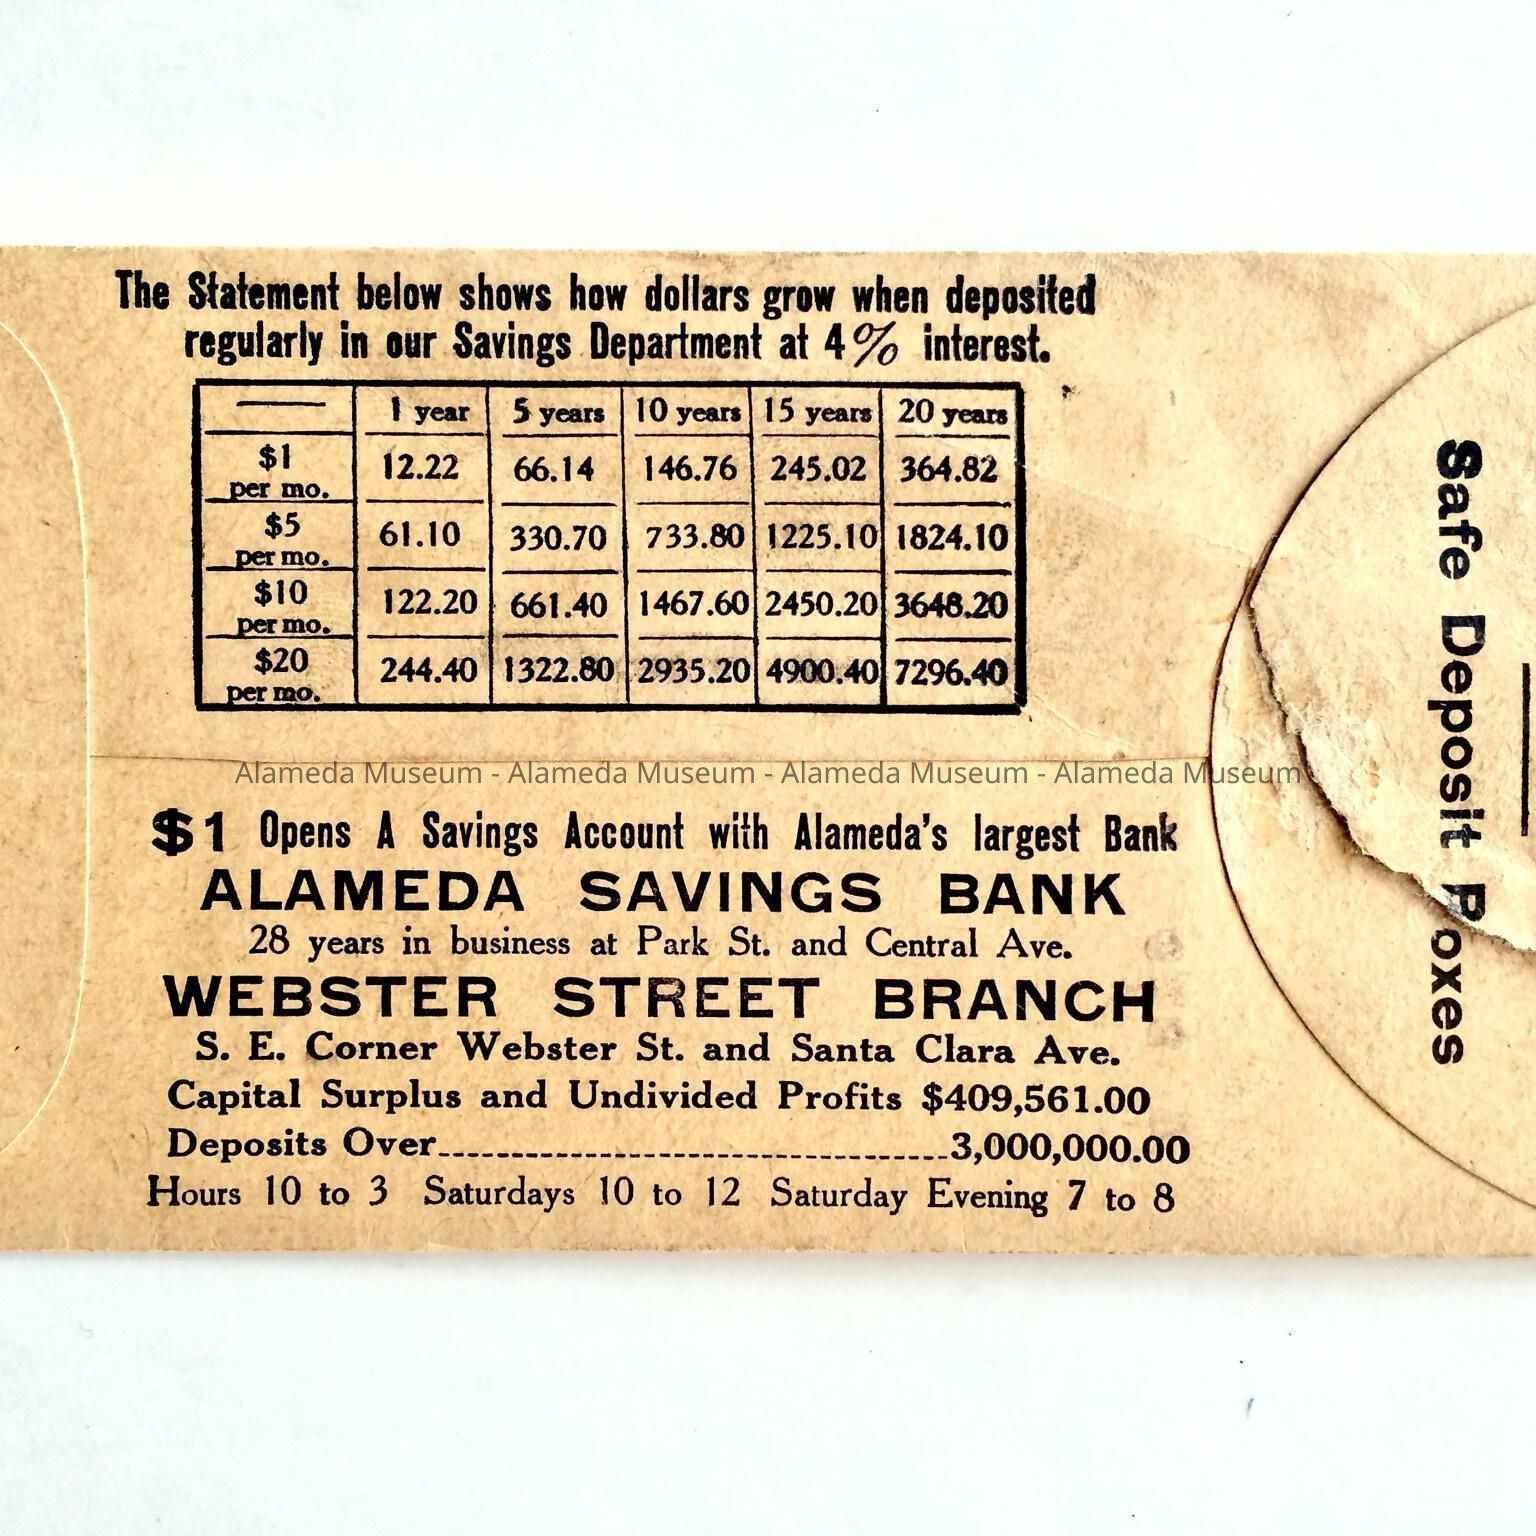 The Statement below shows how dollars grow when deposited
regularly in our Savings Department at 4% interest.
1 year 5 years 10 years 15 years 20 years
$1 per mo. 12.22 66.14 146.76 245.02 364.82
$5 per mo. 61.10 330.70 733.80 1225.10 1824.10
$10 per mo. 122.20 661.40 1467.60 2450.20 3648.20
$20 per mo. 244.40 1322.80 2935.20 4900.40 7296.40
Alameda Museum - Alameda Museum - Alameda Museum - Alameda Museum
$1 Opens A Savings Account with Alameda's largest Bank
ALAMEDA SAVINGS BANK
28 years in business at Park St. and Central Ave.
WEBSTER STREET BRANCH
S. E. Corner Webster St. and Santa Clara Ave.
Capital Surplus and Undivided Profits $409,561.00
Deposits Over 3,000,000.00
Hours 10 to 3 Saturdays 10 to 12 Saturday Evening 7 to 8
Safe Deposit Boxes